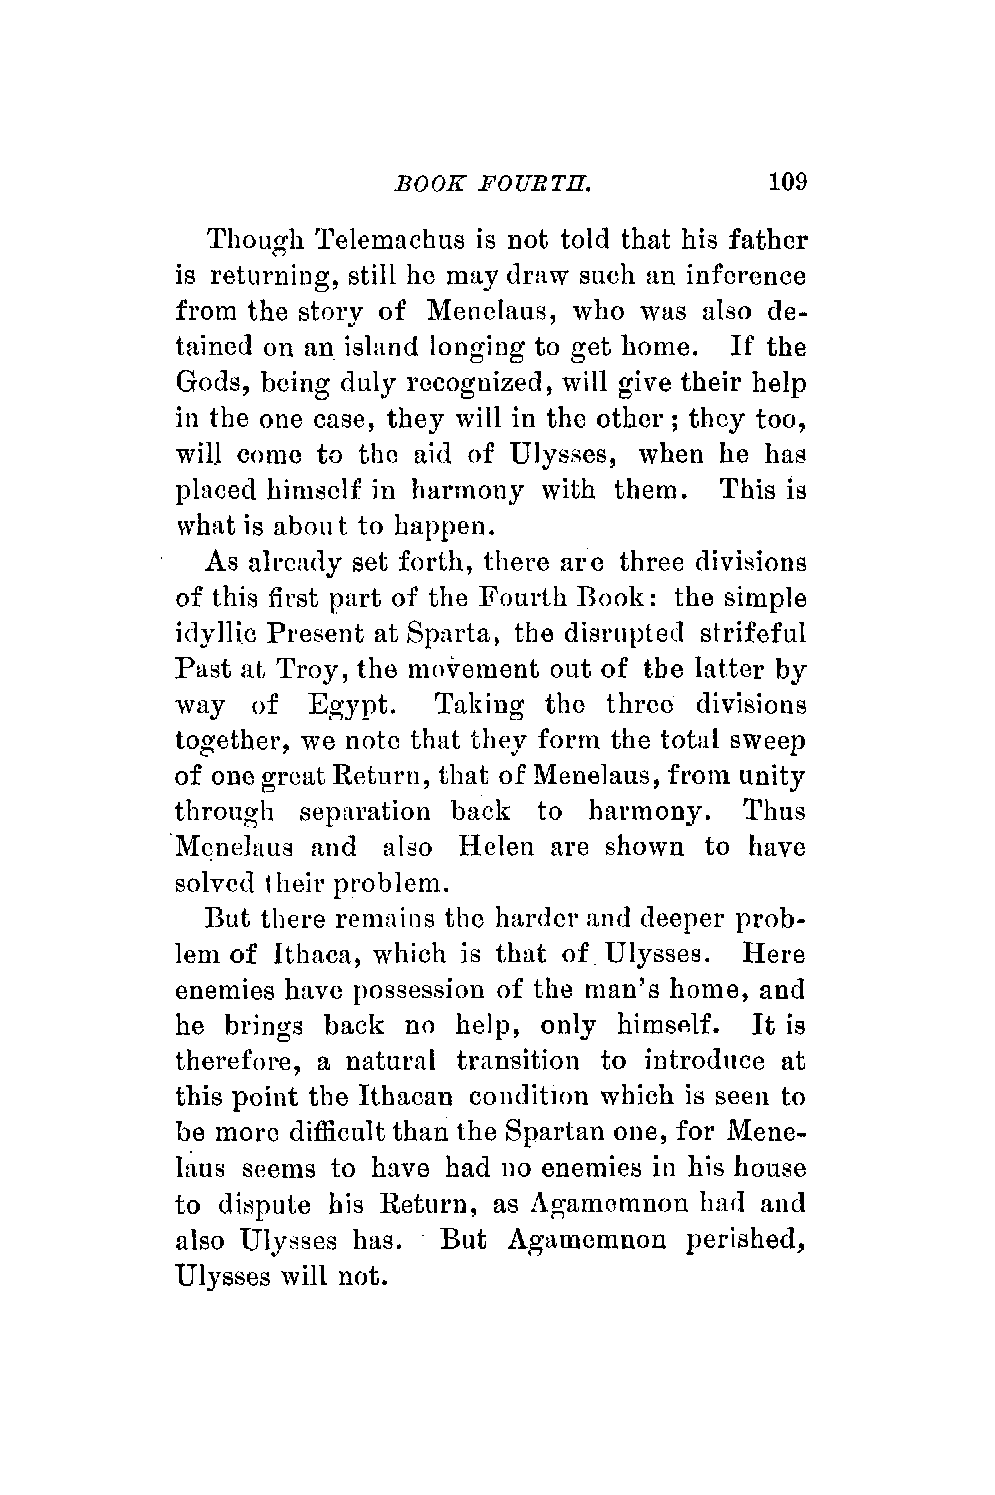 BOOK FOURTH. 109
Though Telemachus is not told that his father
is returning, still he may draw such an inference
from the story of Menelaus, who was also de-
tained on an island longing to get home. If the
Gods, being duly recognized, will give their help
in the one case, they will in the other; they too,
will come to the aid of Ulysses, when he has
placed himself in harmony with them. This is
what is about to happen.
As already set forth, there are three divisions
of this first part of the Fourth Book: the simple
idyllic Present at Sparta, the disrupted strifeful
Past at Troy, the movement out of the latter by
way of Egypt. Taking the three divisions
together, we note that they form the total sweep
of one great Return, that of Menelaus, from unity
through separation back to harmony. Thus
Menelaus and also Helen are shown to have
solved their problem.
But there remains the harder and deeper prob-
lem of Ithaca, which is that of Ulysses. Here
enemies have possession of the man's home, and
he brings back no help, only himself. It is
therefore, a natural transition to introduce at
this point the Ithacan condition which is seen to
be more difficult than the Spartan one, for Mene-
laus seems to have had no enemies in his house
to dispute his Return, as Agamemnon had and
also Ulysses has. But Agamemnon perished,
Ulysses will not.